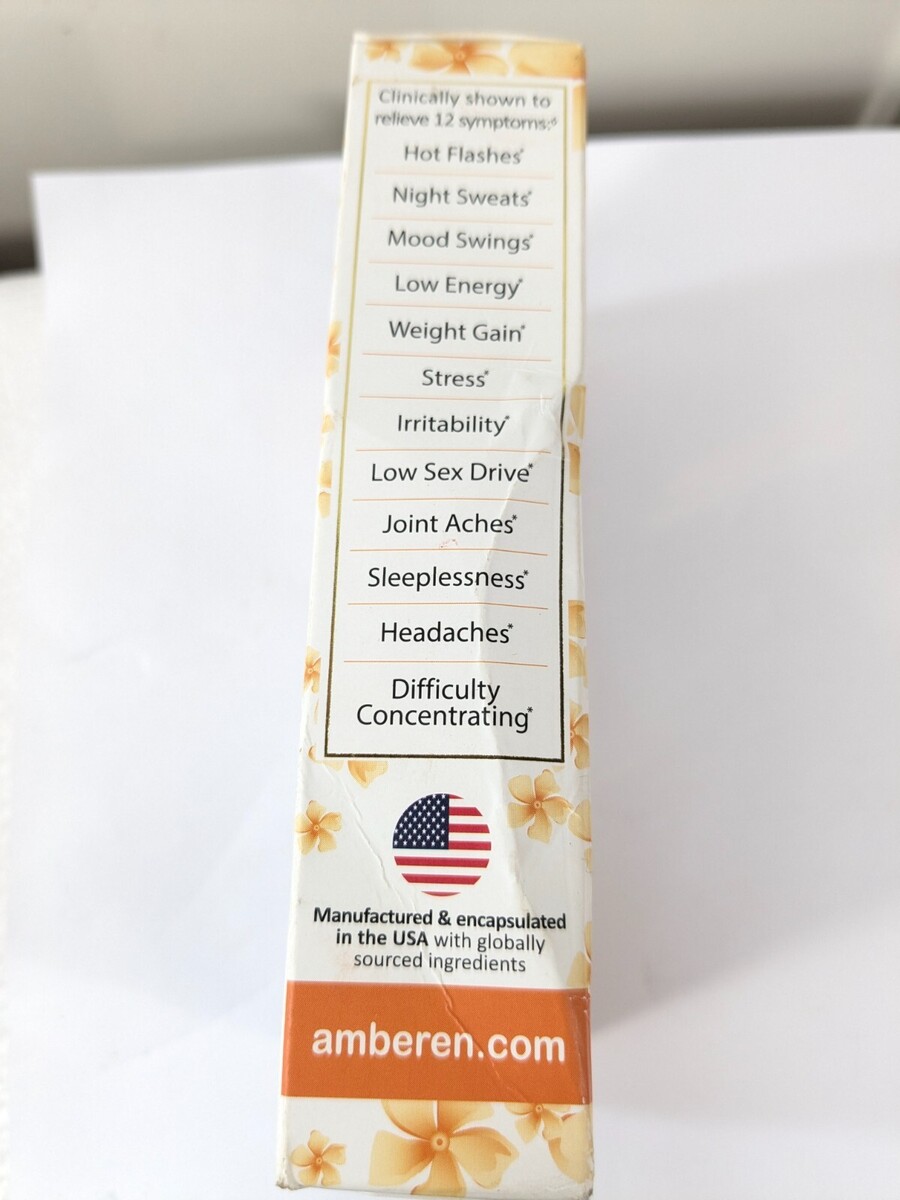 Clinically shown to
relieve 12 symptoms:⁶
Hot Flashes*
Night Sweats*
Mood Swings*
Low Energy*
Weight Gain*
Stress*
Irritability*
Low Sex Drive*
Joint Aches*
Sleeplessness*
Headaches*
Difficulty
Concentrating*
Manufactured & encapsulated
in the USA with globally
sourced ingredients
amberen.com